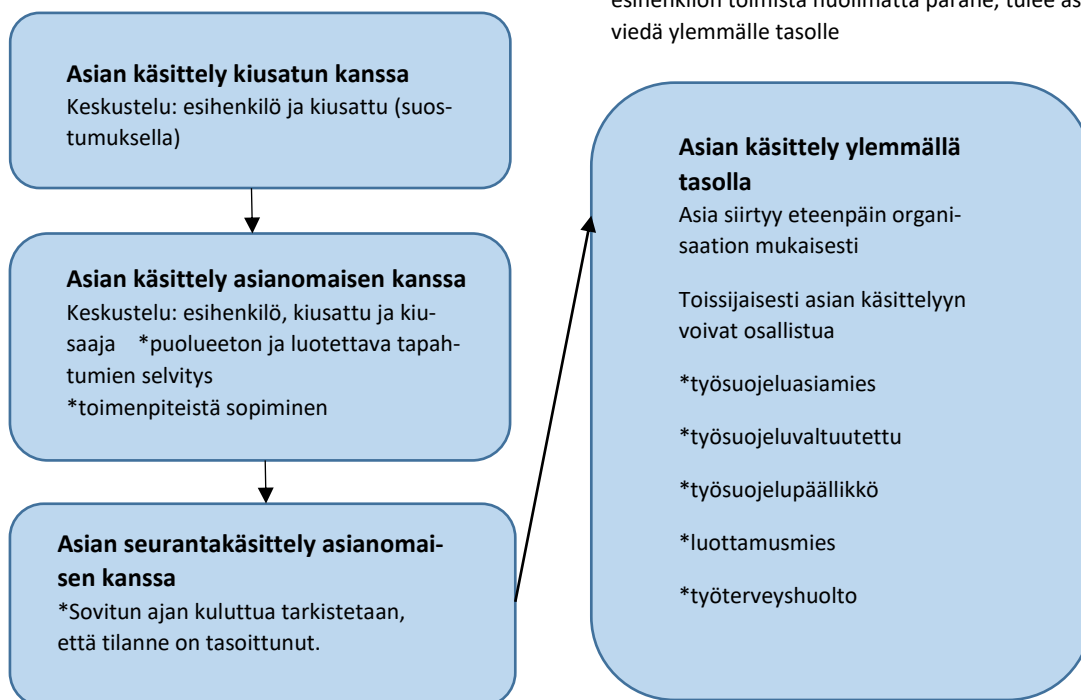 esihenkilön toimista huolimatta parane, tulee
viedä ylemmälle tasolle
Asian käsittely kiusatun kanssa
Keskustelu: esihenkilö ja kiusattu (suos-
tumuksella)
Asian käsittely asianomaisen kanssa
Keskustelu: esihenkilö, kiusattu ja kiu-
saaja *puolueeton ja luotettava tapah-
tumien selvitys
*toimenpiteistä sopiminen
Asian seurantakäsittely asianomai-
sen kanssa
*Sovitun ajan kuluttua tarkistetaan,
että tilanne on tasoittunut.
Asian käsittely ylemmällä
tasolla
Asia siirtyy eteenpäin organi-
saation mukaisesti
Toissijaisesti asian käsittelyyn
voivat osallistua
*työsuojeluasiamies
*työsuojeluvaltuutettu
*työsuojelupäällikkö
*luottamusmies
*työterveyshuolto